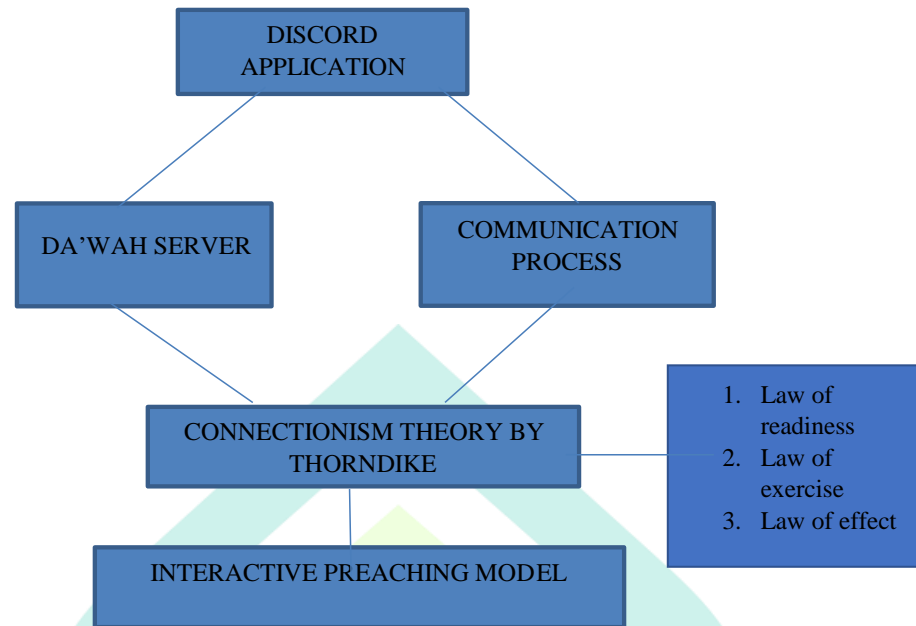 DISCORD
APPLICATION
DA’WAH SERVER
COMMUNICATION
PROCESS
CONNECTIONISM THEORY BY
THORNDIKE
1. Law of
readiness
2. Law of
exercise
3. Law of effect
INTERACTIVE PREACHING MODEL